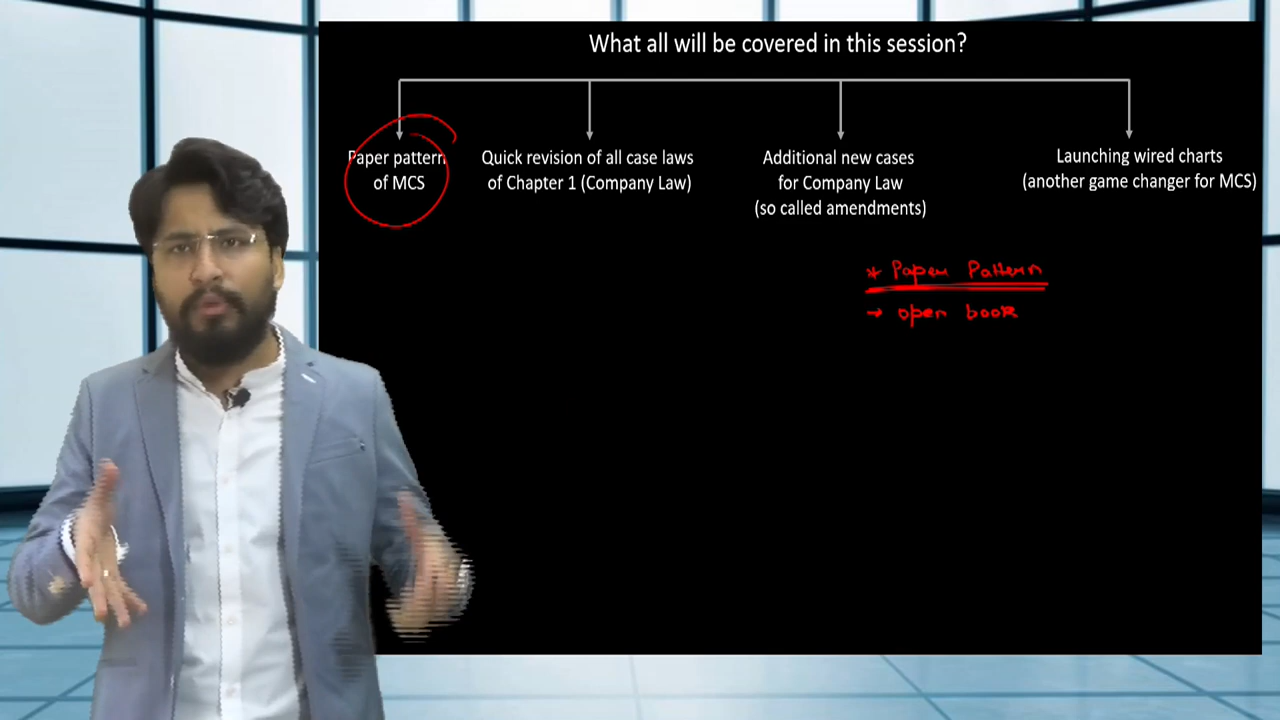 What all will be covered in this session?
Paper pattern
of MCS
Quick revision of all case laws
of Chapter 1 (Company Law)
Additional new cases
for Company Law
(so called amendments)
Launching wired charts
(another game changer for MCS)
* Paper Pattern
→ open book